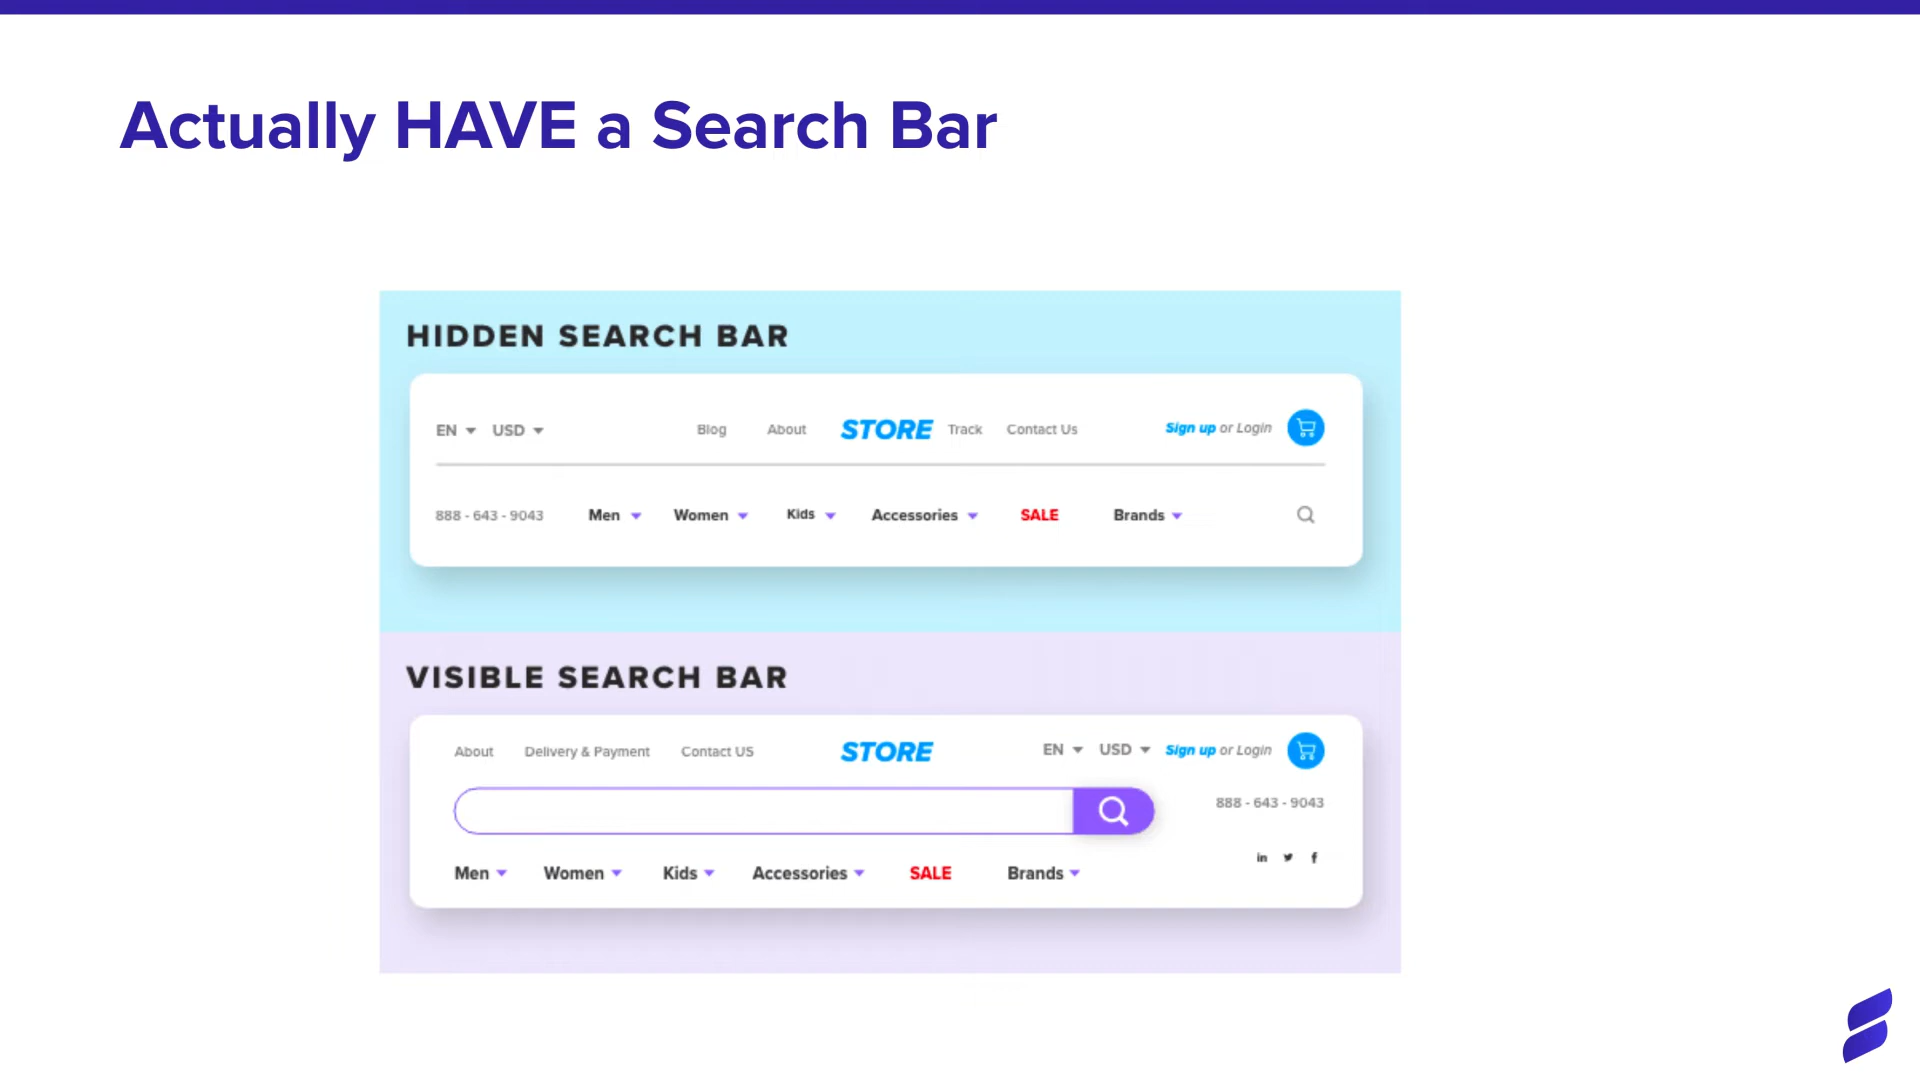 Actually HAVE a Search Bar
HIDDEN SEARCH BAR
EN USD Blog About STORE Track Contact Us Sign up or Login
888 - 643 - 9043 Men Women Kids Accessories SALE Brands
VISIBLE SEARCH BAR
About Delivery & Payment Contact US STORE EN USD Sign up or Login
888 - 643 - 9043
in f
Men Women Kids Accessories SALE Brands